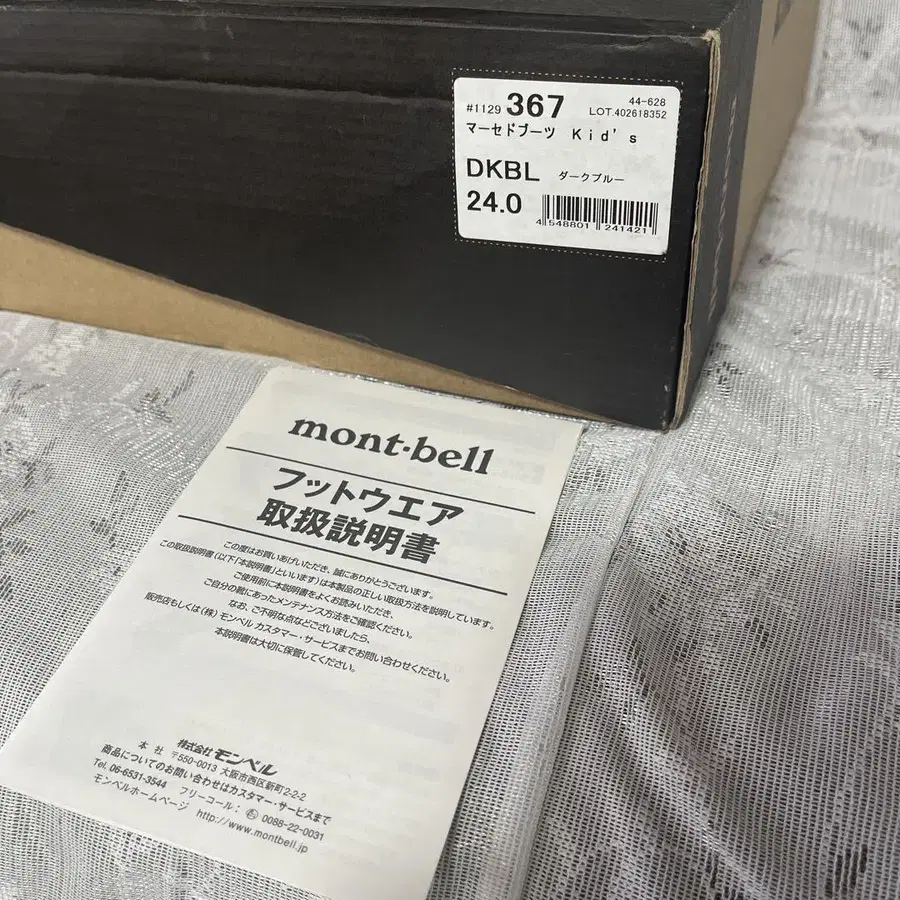 #1129 367 44-628
LOT.402618352
マーセドブーツ Kid's
DKBL ダークブルー
24.0
4 548801 241421
mont·bell
フットウエア
取扱説明書
この度はお買いあげいただき、誠にありがとうございます。
この取扱説明書(以下「本説明書」といいます)は本製品の正しい取扱方法を説明しています。
ご使用前に本説明書をよくお読みいただき、
ご自分の靴にあったメンテナンス方法をご確認ください。
なお、ご不明な点などございましたら、
販売店もしくは(株)モンベル カスタマー・サービスまでお問い合わせください。
本説明書は大切に保管してください。
株式会社 モンベル
本 社 〒550-0013 大阪市西区新町2-2-2
商品についてのお問い合わせはカスタマー・サービスまで
Tel. 06-6531-3544 フリーコール: 0088-22-0031
モンベルホームページ http://www.montbell.jp